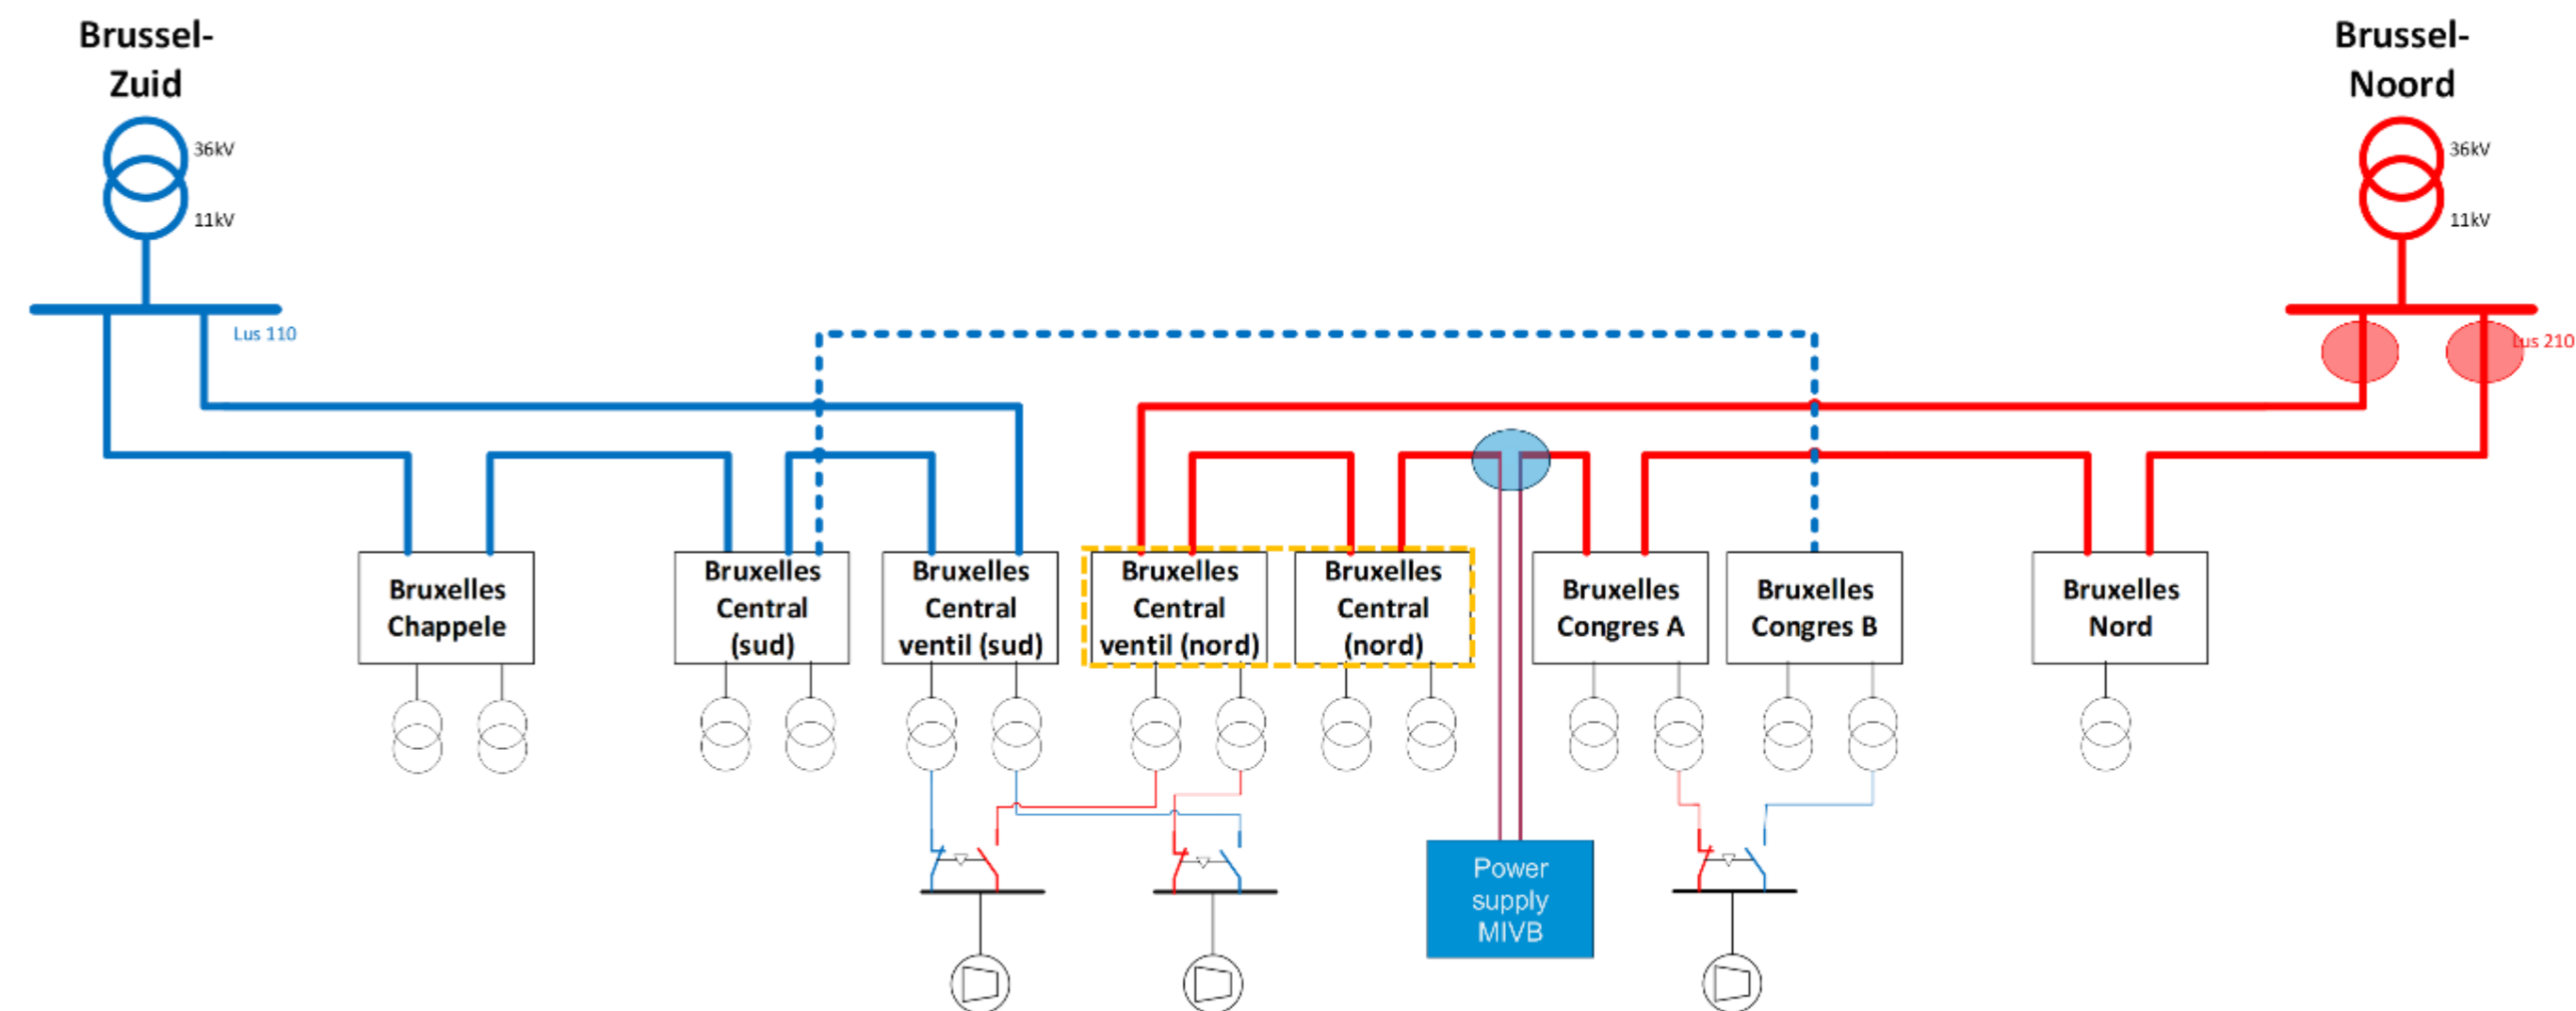 Brussel-
Zuid
Brussel-
Noord
36kV
36kV
11kV
11kV
Lus 110
Lus 210
Bruxelles
Chappele
Bruxelles
Central
(sud)
Bruxelles
Central
ventil (sud)
Bruxelles
Central
ventil (nord)
Bruxelles
Central
(nord)
Bruxelles
Congres A
Bruxelles
Congres B
Bruxelles
Nord
Power
supply
MIVB